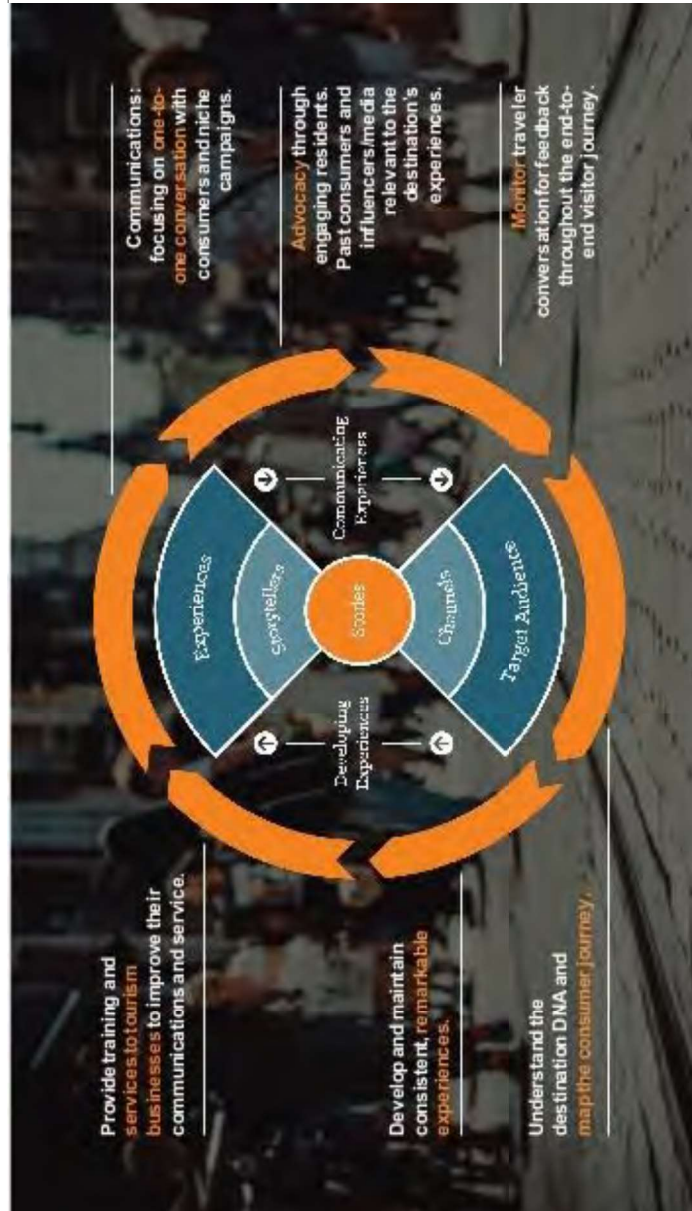 Provide training and
services to tourism
businesses to improve their
communications and service.
Develop and maintain
consistent, remarkable
experiences.
Understand the
destination DNA and
map the consumer journey.
Developing
Experiences
Experiences
Storytellers
Stories
Channels
Target Audience
Communicating
Experiences
Communications:
focusing on one-to-
one conversation with
consumers and niche
campaigns.
Advocacy through
engaging residents.
Past consumers and
influencers/media
relevant to the
destination's
experiences.
Monitor traveler
conversation for feedback
throughout the end-to-
end visitor journey.